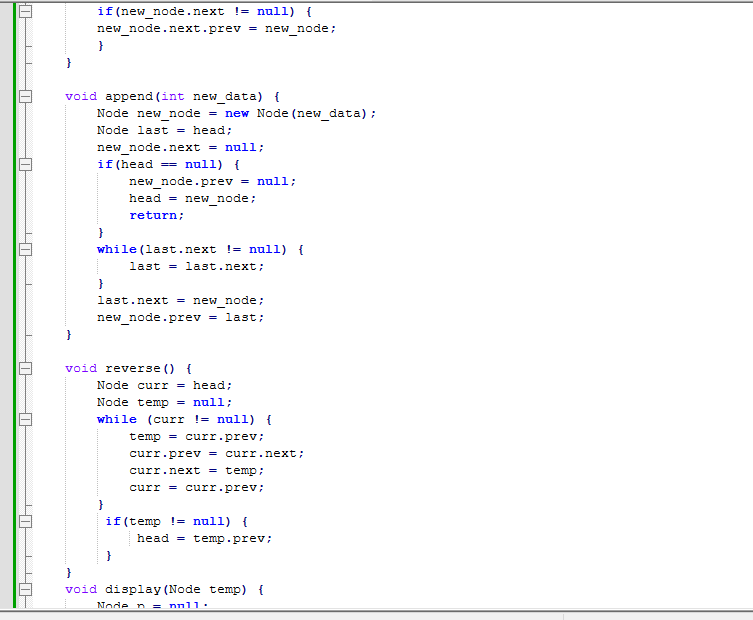 if(new_node.next != null) {
new_node.next.prev = new_node;
}
}
void append(int new_data) {
Node new_node = new Node(new_data);
Node last = head;
new_node.next = null;
if(head == null) {
new_node.prev = null;
head = new_node;
return;
}
while(last.next != null) {
last = last.next;
}
last.next = new_node;
new_node.prev = last;
}
void reverse() {
Node curr = head;
Node temp = null;
while (curr != null) {
temp = curr.prev;
curr.prev = curr.next;
curr.next = temp;
curr = curr.prev;
}
if(temp != null) {
head = temp.prev;
}
}
void display(Node temp) {
Node p = null;